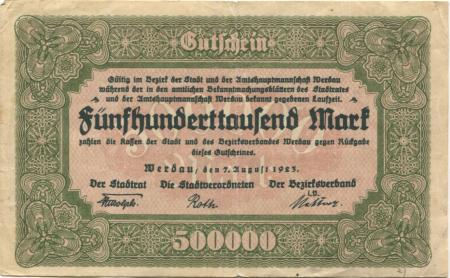 Gutschein
Gültig im Bezirk der Stadt und der Amtshauptmannschaft Werdau
während der in den amtlichen Bekanntmachungsblättern des Stadtrates
und der Amtshauptmannschaft Werdau bekannt gegebenen Laufzeit.
Fünfhunderttausend Mark
zahlen die Kassen der Stadt und des Bezirksverbandes Werdau gegen Rückgabe
dieses Gutscheines.
Werdau, den 7. August 1923.
Der Stadtrat Die Stadtverordneten Der Bezirksverband
i.V.
Roth
500000